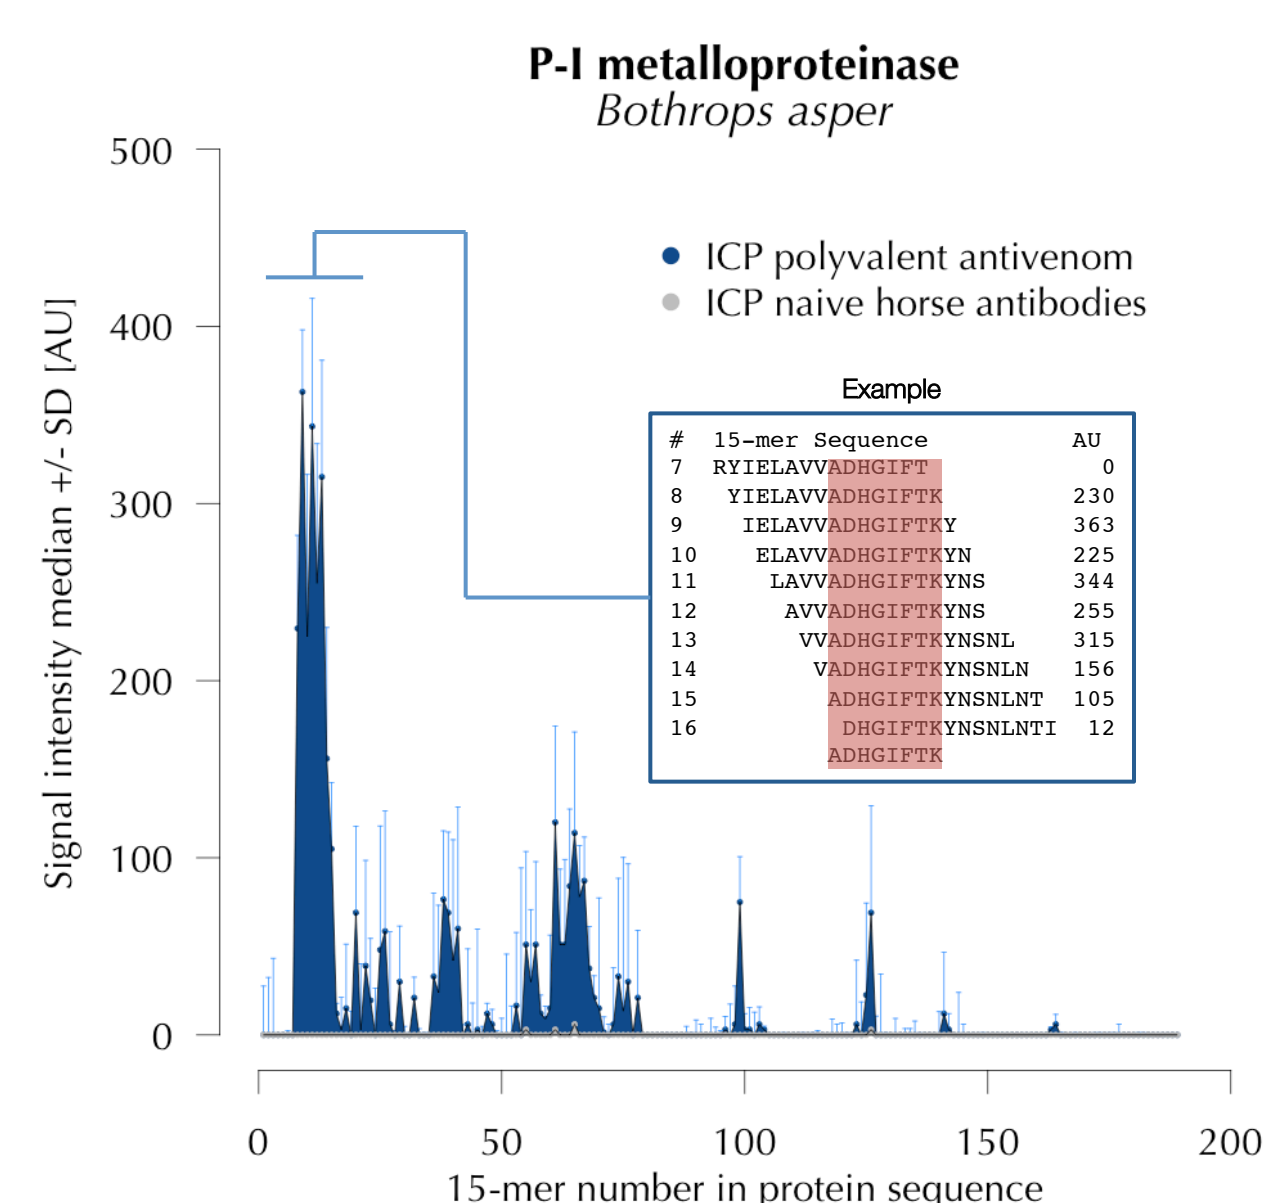 P-I metalloproteinase
Bothrops asper
500
400
300
200
100
0
Signal intensity median +/- SD [AU]
ICP polyvalent antivenom
ICP naive horse antibodies
Example
# 15-mer Sequence AU
7 RYIELAVVADHGIFT 0
8 YIELAVVADHGIFTK 230
9 IELAVVADHGIFTKY 363
10 ELAVVADHGIFTKYN 225
11 LAVVADHGIFTKYNS 344
12 AVVADHGIFTKYNS 255
13 VVADHGIFTKYNSNL 315
14 VADHGIFTKYNSNLN 156
15 ADHGIFTKYNSNLNT 105
16 DHGIFTKYNSNLNTI 12
ADHGIFTK
0 50 100 150 200
15-mer number in protein sequence